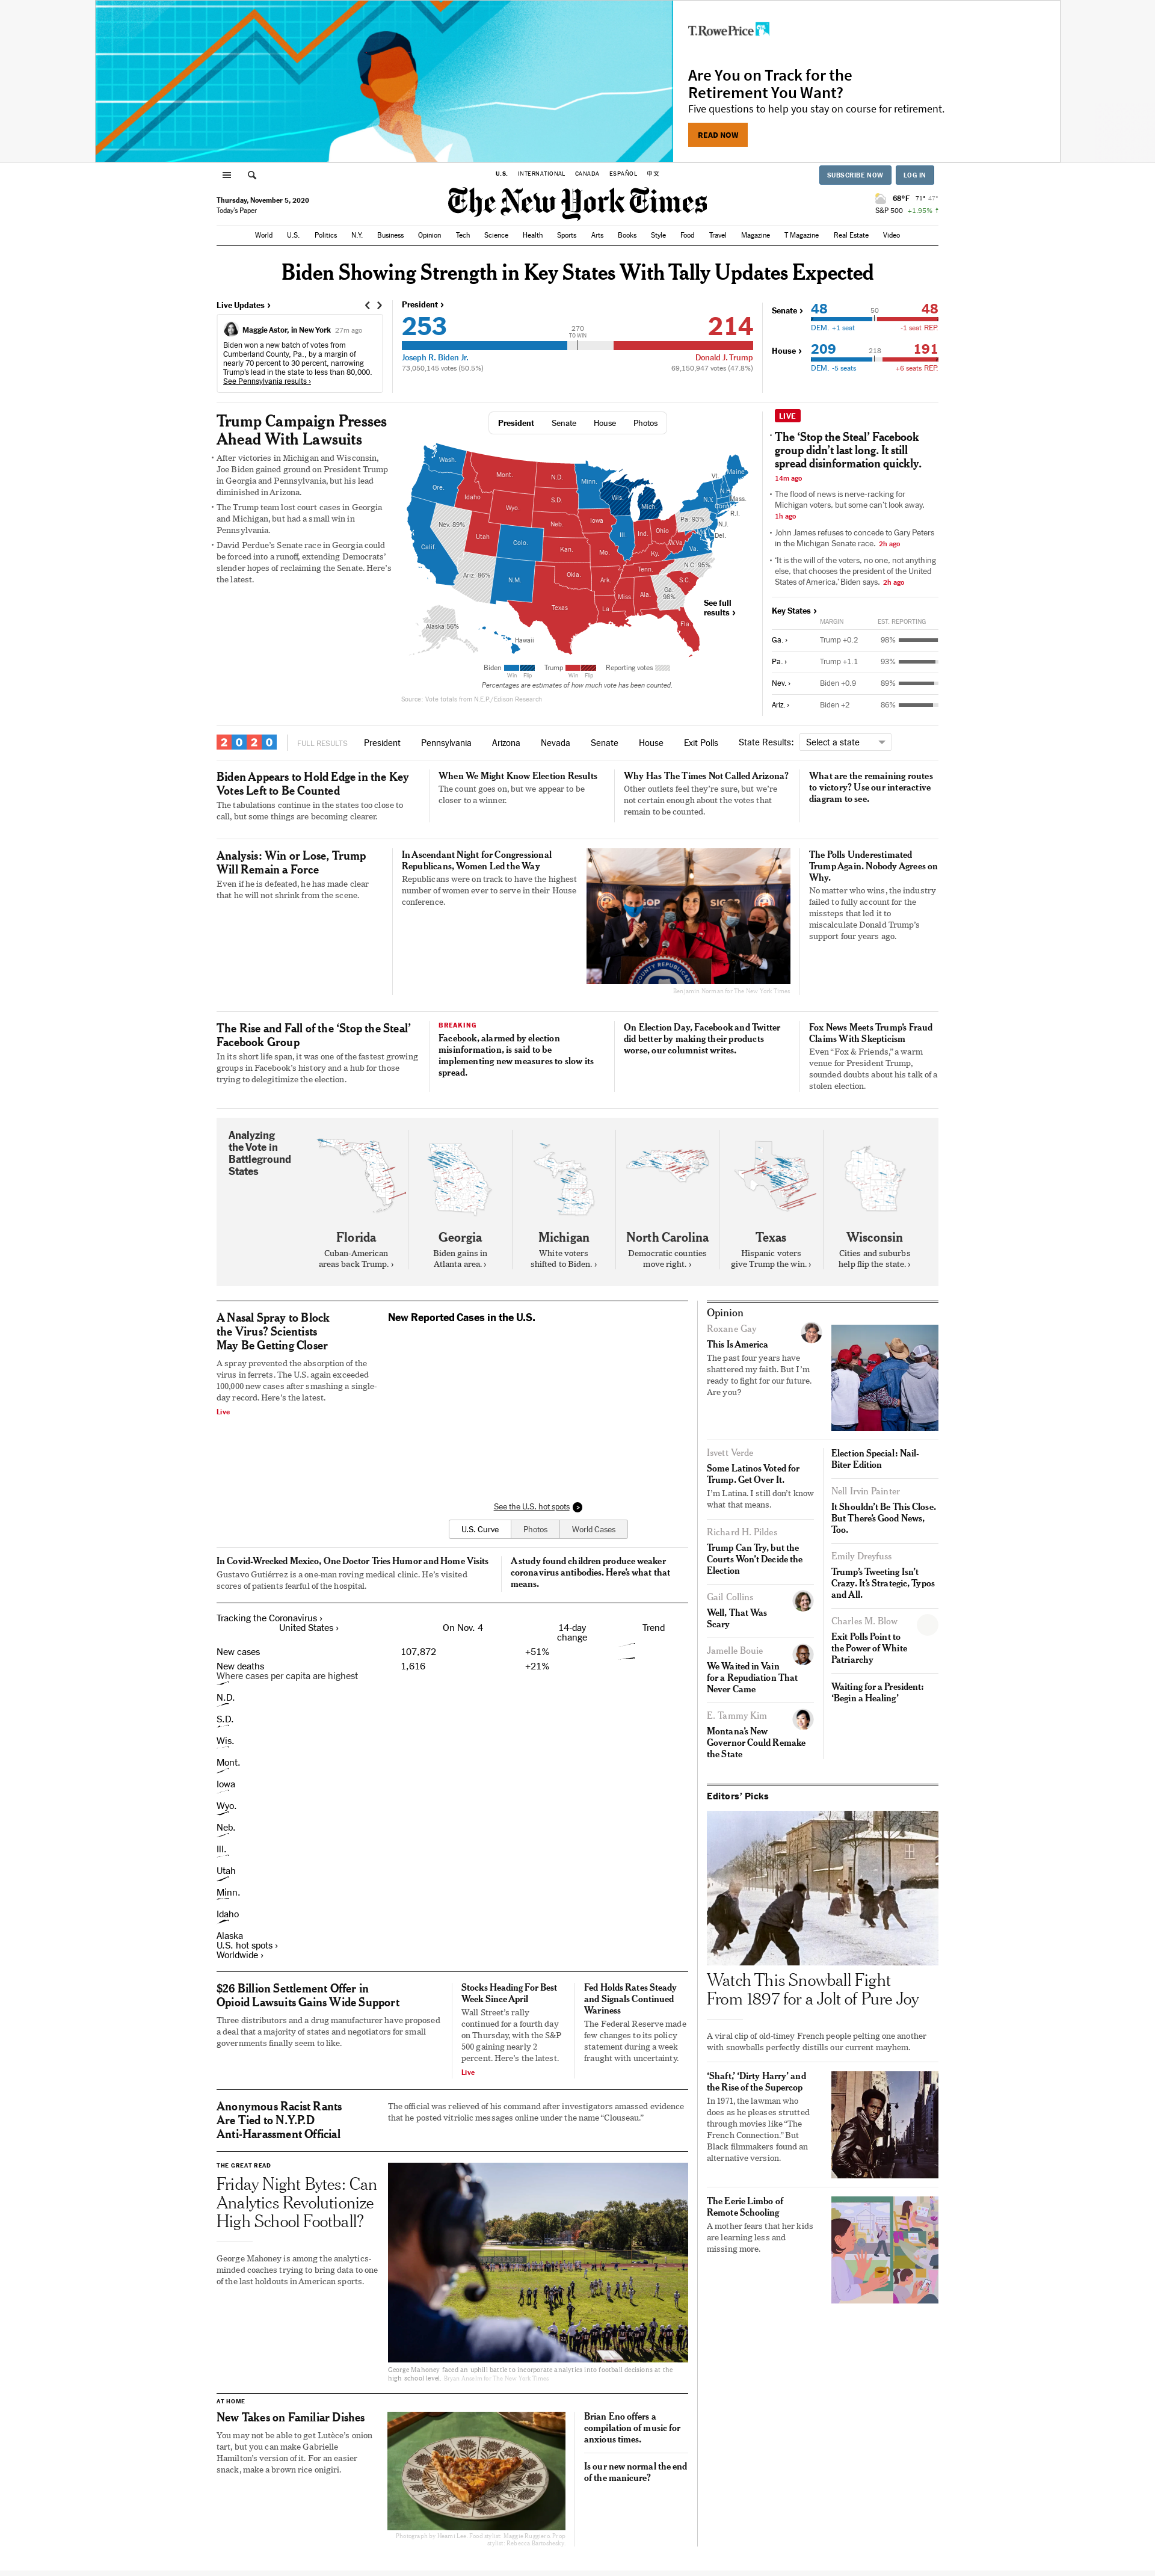 T.RowePrice
Are You on Track for the
Retirement You Want?
Five questions to help you stay on course for retirement.
READ NOW
U.S. INTERNATIONAL CANADA ESPAÑOL 中文
SUBSCRIBE NOW LOG IN
Thursday, November 5, 2020
Today's Paper
The New York Times
68°F 71° 47°
S&P 500 +1.95% ↑
World U.S. Politics N.Y. Business Opinion Tech Science Health Sports Arts Books Style Food Travel Magazine T Magazine Real Estate Video
Biden Showing Strength in Key States With Tally Updates Expected
Live Updates ›
Maggie Astor, in New York 27m ago
Biden won a new batch of votes from
Cumberland County, Pa., by a margin of
nearly 70 percent to 30 percent, narrowing
Trump's lead in the state to less than 80,000.
See Pennsylvania results ›
President ›
253
270
TO WIN
214
Joseph R. Biden Jr.
Donald J. Trump
73,050,145 votes (50.5%)
69,150,947 votes (47.8%)
Senate ›
48 50 48
DEM. +1 seat -1 seat REP.
House ›
209 218 191
DEM. -5 seats +6 seats REP.
Trump Campaign Presses
Ahead With Lawsuits
• After victories in Michigan and Wisconsin,
Joe Biden gained ground on President Trump
in Georgia and Pennsylvania, but his lead
diminished in Arizona.
• The Trump team lost court cases in Georgia
and Michigan, but had a small win in
Pennsylvania.
• David Perdue's Senate race in Georgia could
be forced into a runoff, extending Democrats'
slender hopes of reclaiming the Senate. Here's
the latest.
President Senate House Photos
Wash.
Ore.
Calif.
Nev. 89%
Idaho
Mont.
Wyo.
Utah
Colo.
Ariz. 86%
N.M.
N.D.
S.D.
Neb.
Kan.
Okla.
Texas
Minn.
Iowa
Mo.
Ark.
La.
Wis.
Ill.
Mich.
Ind.
Ohio
Ky.
Tenn.
Miss.
Ala.
Ga.
98%
Fla.
S.C.
N.C. 95%
Va.
W.Va.
Pa. 93%
N.Y.
Vt.
N.H.
Maine
Mass.
R.I.
Conn.
N.J.
Del.
Alaska 56%
Hawaii
See full
results ›
Biden Trump Reporting votes
Win Flip Win Flip
Percentages are estimates of how much vote has been counted.
Source: Vote totals from N.E.P./Edison Research
LIVE
• The 'Stop the Steal' Facebook
group didn't last long. It still
spread disinformation quickly.
14m ago
• The flood of news is nerve-racking for
Michigan voters, but some can't look away.
1h ago
• John James refuses to concede to Gary Peters
in the Michigan Senate race. 2h ago
• 'It is the will of the voters, no one, not anything
else, that chooses the president of the United
States of America,' Biden says. 2h ago
Key States ›
MARGIN EST. REPORTING
Ga. › Trump +0.2 98%
Pa. › Trump +1.1 93%
Nev. › Biden +0.9 89%
Ariz. › Biden +2 86%
2020
FULL RESULTS President Pennsylvania Arizona Nevada Senate House Exit Polls State Results: Select a state
Biden Appears to Hold Edge in the Key
Votes Left to Be Counted
The tabulations continue in the states too close to
call, but some things are becoming clearer.
When We Might Know Election Results
The count goes on, but we appear to be
closer to a winner.
Why Has The Times Not Called Arizona?
Other outlets feel they're sure, but we're
not certain enough about the votes that
remain to be counted.
What are the remaining routes
to victory? Use our interactive
diagram to see.
Analysis: Win or Lose, Trump
Will Remain a Force
Even if he is defeated, he has made clear
that he will not shrink from the scene.
In Ascendant Night for Congressional
Republicans, Women Led the Way
Republicans were on track to have the highest
number of women ever to serve in their House
conference.
Benjamin Norman for The New York Times
The Polls Underestimated
Trump Again. Nobody Agrees on
Why.
No matter who wins, the industry
failed to fully account for the
missteps that led it to
miscalculate Donald Trump's
support four years ago.
The Rise and Fall of the 'Stop the Steal'
Facebook Group
In its short life span, it was one of the fastest growing
groups in Facebook's history and a hub for those
trying to delegitimize the election.
BREAKING
Facebook, alarmed by election
misinformation, is said to be
implementing new measures to slow its
spread.
On Election Day, Facebook and Twitter
did better by making their products
worse, our columnist writes.
Fox News Meets Trump's Fraud
Claims With Skepticism
Even "Fox & Friends," a warm
venue for President Trump,
sounded doubts about his talk of a
stolen election.
Analyzing
the Vote in
Battleground
States
Florida
Cuban-American
areas back Trump. ›
Georgia
Biden gains in
Atlanta area. ›
Michigan
White voters
shifted to Biden. ›
North Carolina
Democratic counties
move right. ›
Texas
Hispanic voters
give Trump the win. ›
Wisconsin
Cities and suburbs
help flip the state. ›
A Nasal Spray to Block
the Virus? Scientists
May Be Getting Closer
A spray prevented the absorption of the
virus in ferrets. The U.S. again exceeded
100,000 new cases after smashing a single-
day record. Here's the latest.
Live
New Reported Cases in the U.S.
See the U.S. hot spots >
U.S. Curve Photos World Cases
In Covid-Wrecked Mexico, One Doctor Tries Humor and Home Visits
Gustavo Gutiérrez is a one-man roving medical clinic. He's visited
scores of patients fearful of the hospital.
A study found children produce weaker
coronavirus antibodies. Here's what that
means.
Tracking the Coronavirus ›
United States › On Nov. 4 14-day
change Trend
New cases 107,872 +51%
New deaths 1,616 +21%
Where cases per capita are highest
N.D.
S.D.
Wis.
Mont.
Iowa
Wyo.
Neb.
Ill.
Utah
Minn.
Idaho
Alaska
U.S. hot spots ›
Worldwide ›
$26 Billion Settlement Offer in
Opioid Lawsuits Gains Wide Support
Three distributors and a drug manufacturer have proposed
a deal that a majority of states and negotiators for small
governments finally seem to like.
Stocks Heading For Best
Week Since April
Wall Street's rally
continued for a fourth day
on Thursday, with the S&P
500 gaining nearly 2
percent. Here's the latest.
Live
Fed Holds Rates Steady
and Signals Continued
Wariness
The Federal Reserve made
few changes to its policy
statement during a week
fraught with uncertainty.
Anonymous Racist Rants
Are Tied to N.Y.P.D
Anti-Harassment Official
The official was relieved of his command after investigators amassed evidence
that he posted vitriolic messages online under the name "Clouseau."
THE GREAT READ
Friday Night Bytes: Can
Analytics Revolutionize
High School Football?
George Mahoney is among the analytics-
minded coaches trying to bring data to one
of the last holdouts in American sports.
George Mahoney faced an uphill battle to incorporate analytics into football decisions at the
high school level. Bryan Anselm for The New York Times
AT HOME
New Takes on Familiar Dishes
You may not be able to get Lutèce's onion
tart, but you can make Gabrielle
Hamilton's version of it. For an easier
snack, make a brown rice onigiri.
Photograph by Heami Lee. Food stylist: Maggie Ruggiero. Prop
stylist: Rebecca Bartoshesky.
Brian Eno offers a
compilation of music for
anxious times.
Is our new normal the end
of the manicure?
Opinion
Roxane Gay
This Is America
The past four years have
shattered my faith. But I'm
ready to fight for our future.
Are you?
Isvett Verde
Some Latinos Voted for
Trump. Get Over It.
I'm Latina. I still don't know
what that means.
Richard H. Pildes
Trump Can Try, but the
Courts Won't Decide the
Election
Gail Collins
Well, That Was
Scary
Jamelle Bouie
We Waited in Vain
for a Repudiation That
Never Came
E. Tammy Kim
Montana's New
Governor Could Remake
the State
Election Special: Nail-
Biter Edition
Nell Irvin Painter
It Shouldn't Be This Close.
But There's Good News,
Too.
Emily Dreyfuss
Trump's Tweeting Isn't
Crazy. It's Strategic, Typos
and All.
Charles M. Blow
Exit Polls Point to
the Power of White
Patriarchy
Waiting for a President:
'Begin a Healing'
Editors' Picks
Watch This Snowball Fight
From 1897 for a Jolt of Pure Joy
A viral clip of old-timey French people pelting one another
with snowballs perfectly distills our current mayhem.
'Shaft,' 'Dirty Harry' and
the Rise of the Supercop
In 1971, the lawman who
does as he pleases strutted
through movies like "The
French Connection." But
Black filmmakers found an
alternative version.
The Eerie Limbo of
Remote Schooling
A mother fears that her kids
are learning less and
missing more.